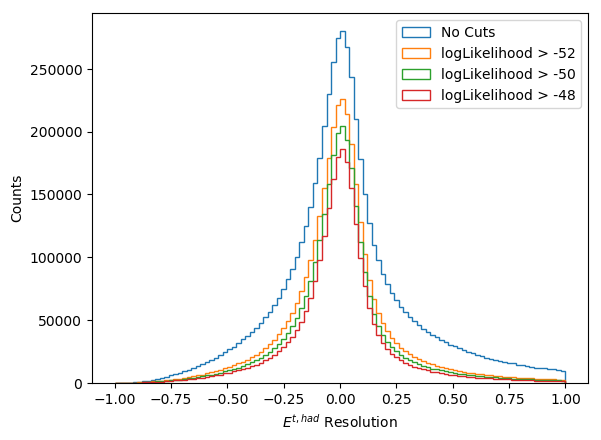 No Cuts
logLikelihood > -52
logLikelihood > -50
logLikelihood > -48
250000
200000
150000
100000
50000
0
Counts
−1.00 −0.75 −0.50 −0.25 0.00 0.25 0.50 0.75 1.00
E^{t, had} Resolution